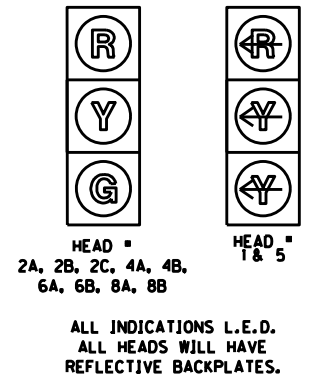 R
Y
G
R
Y
Y
HEAD "
2A, 2B, 2C, 4A, 4B,
6A, 6B, 8A, 8B
HEAD "
1 & 5
ALL INDICATIONS L.E.D.
ALL HEADS WILL HAVE
REFLECTIVE BACKPLATES.